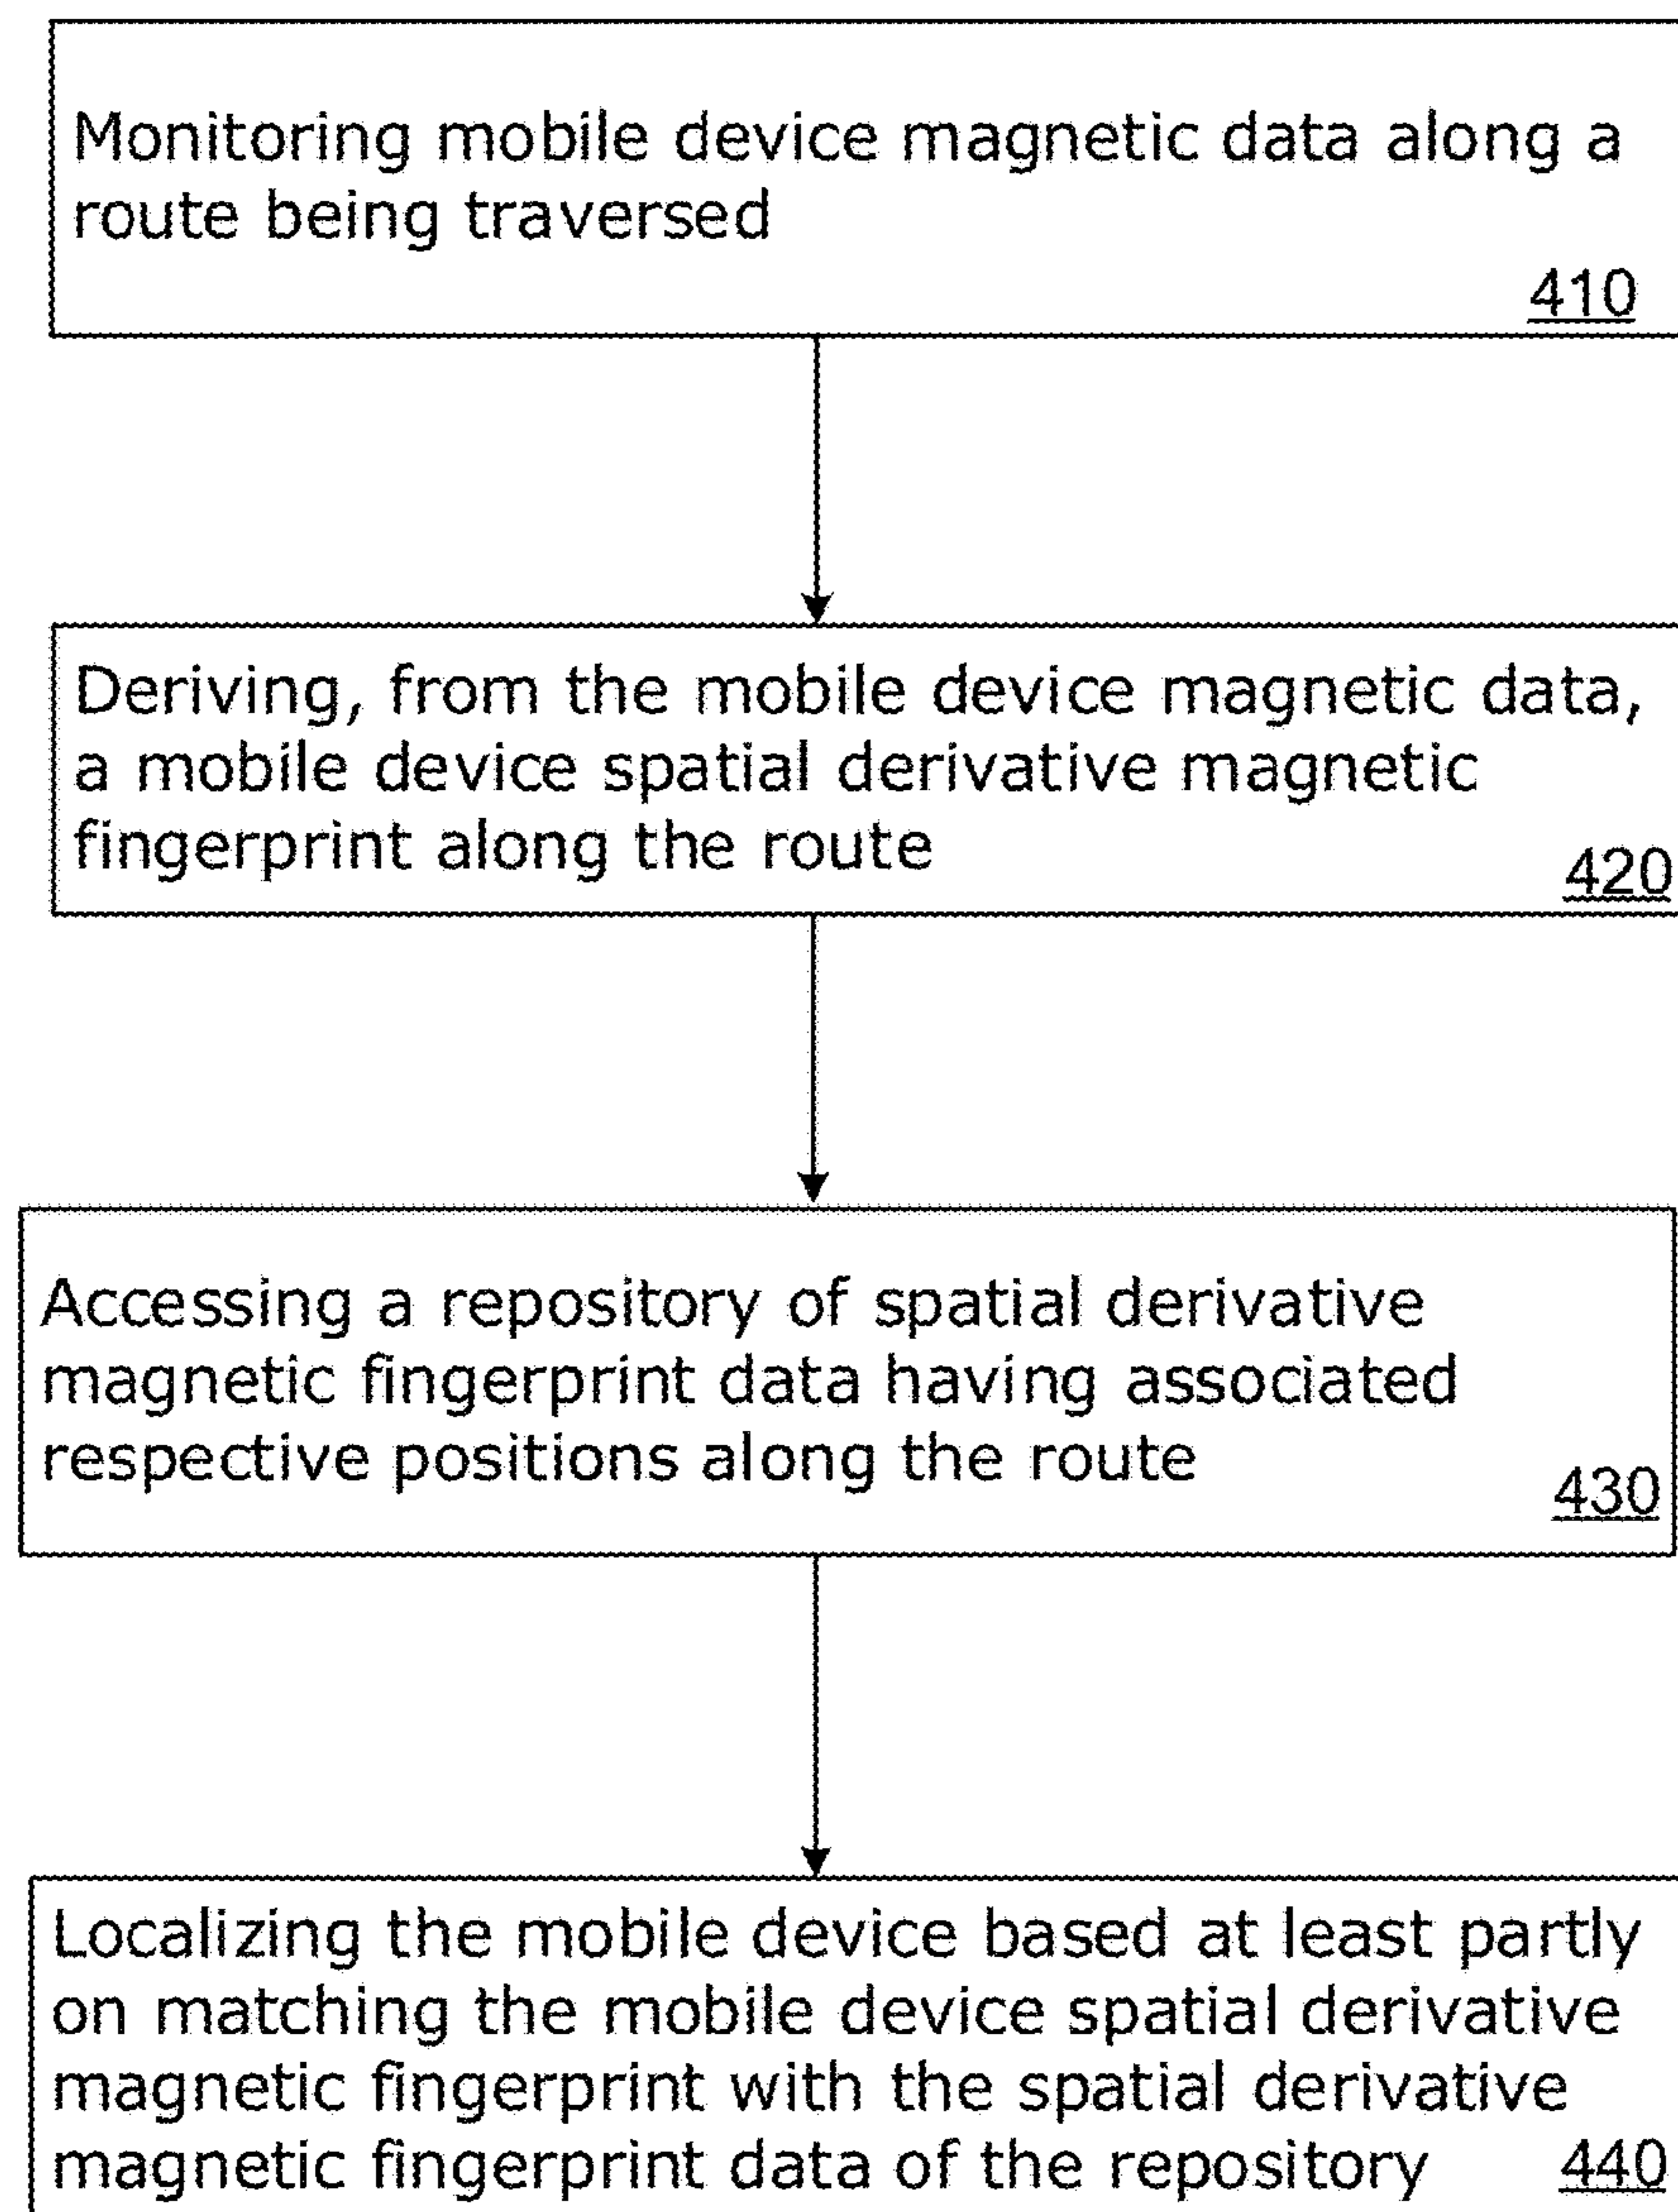 Monitoring mobile device magnetic data along a
route being traversed
410
Deriving, from the mobile device magnetic data,
a mobile device spatial derivative magnetic
fingerprint along the route
420
Accessing a repository of spatial derivative
magnetic fingerprint data having associated
respective positions along the route
430
Localizing the mobile device based at least partly
on matching the mobile device spatial derivative
magnetic fingerprint with the spatial derivative
magnetic fingerprint data of the repository 440